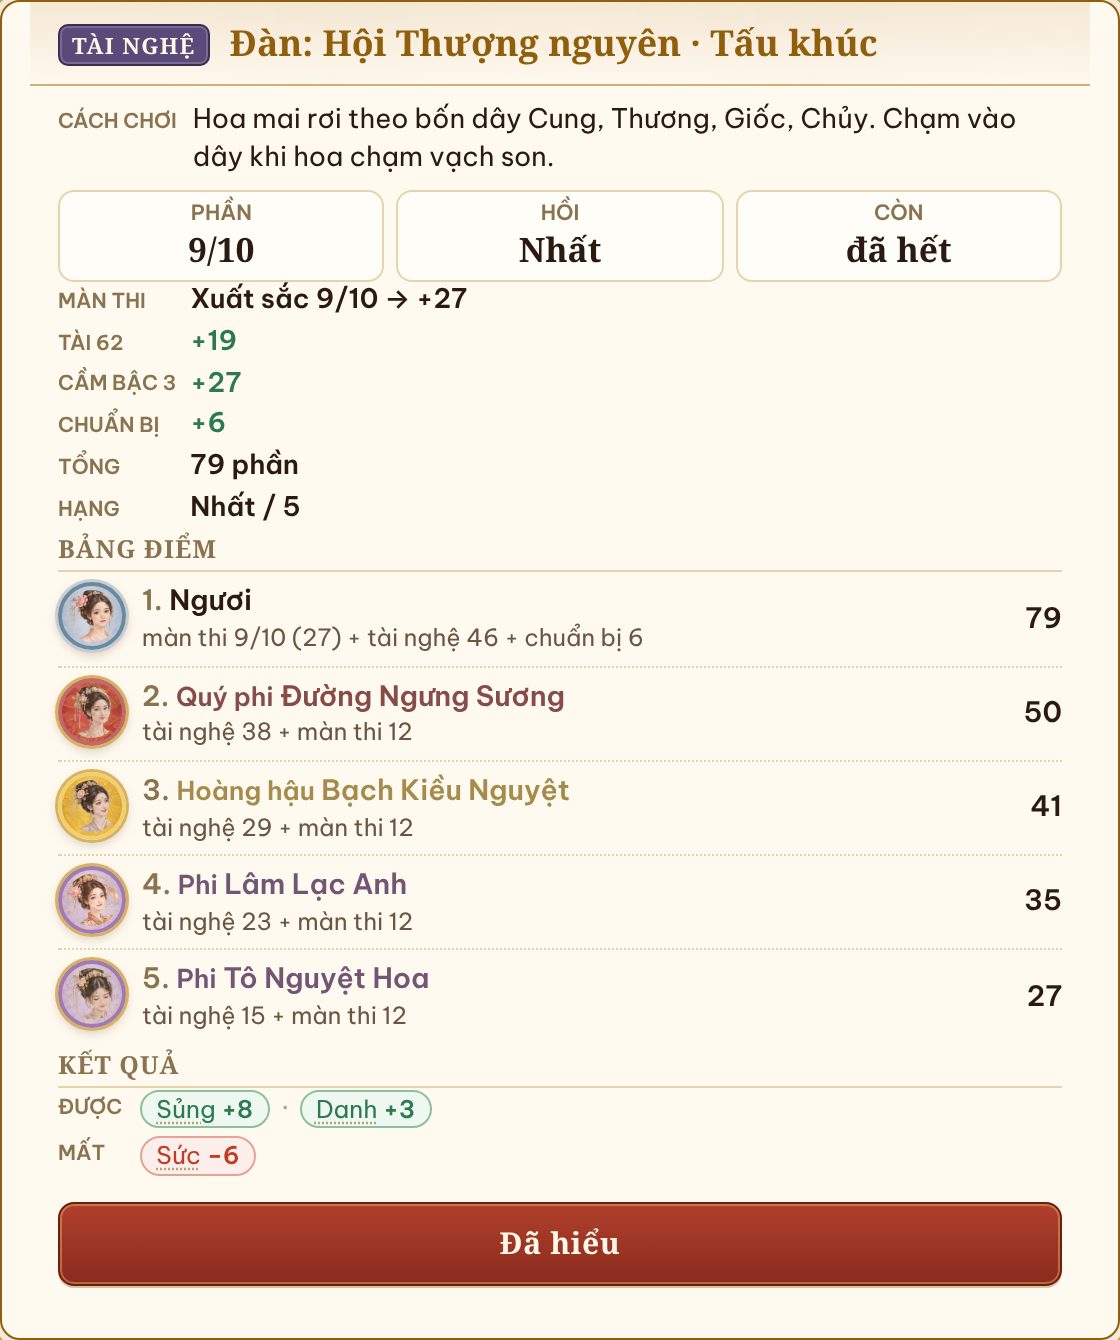 TÀI NGHỆ Đàn: Hội Thượng nguyên · Tấu khúc
CÁCH CHƠI Hoa mai rơi theo bốn dây Cung, Thương, Giốc, Chủy. Chạm vào
dây khi hoa chạm vạch son.
PHẦN HỒI CÒN
9/10 Nhất đã hết
MÀN THI Xuất sắc 9/10 → +27
TÀI 62 +19
CẦM BẬC 3 +27
CHUẨN BỊ +6
TỔNG 79 phần
HẠNG Nhất / 5
BẢNG ĐIỂM
1. Ngươi 79
màn thi 9/10 (27) + tài nghệ 46 + chuẩn bị 6
2. Quý phi Đường Ngưng Sương 50
tài nghệ 38 + màn thi 12
3. Hoàng hậu Bạch Kiều Nguyệt 41
tài nghệ 29 + màn thi 12
4. Phi Lâm Lạc Anh 35
tài nghệ 23 + màn thi 12
5. Phi Tô Nguyệt Hoa 27
tài nghệ 15 + màn thi 12
KẾT QUẢ
ĐƯỢC Sủng +8 · Danh +3
MẤT Sức −6
Đã hiểu